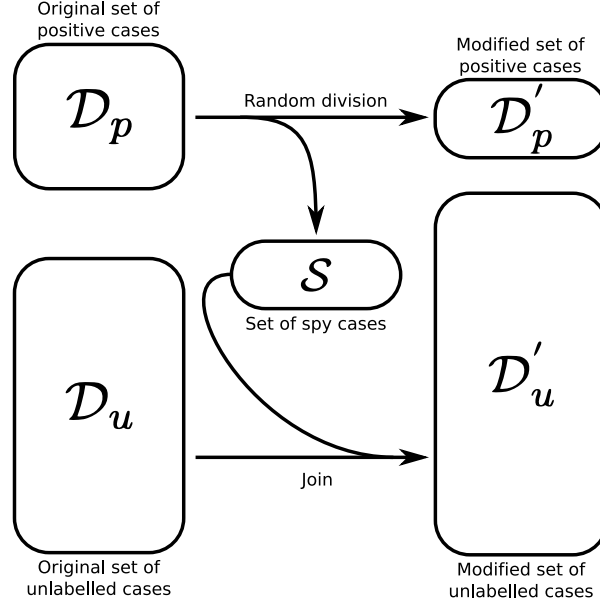 Original set of
positive cases
Modified set of
positive cases
𝒟ₚ
Random division
𝒟ₚ′
𝒮
Set of spy cases
𝒟ᵤ
𝒟ᵤ′
Join
Original set of
unlabelled cases
Modified set of
unlabelled cases